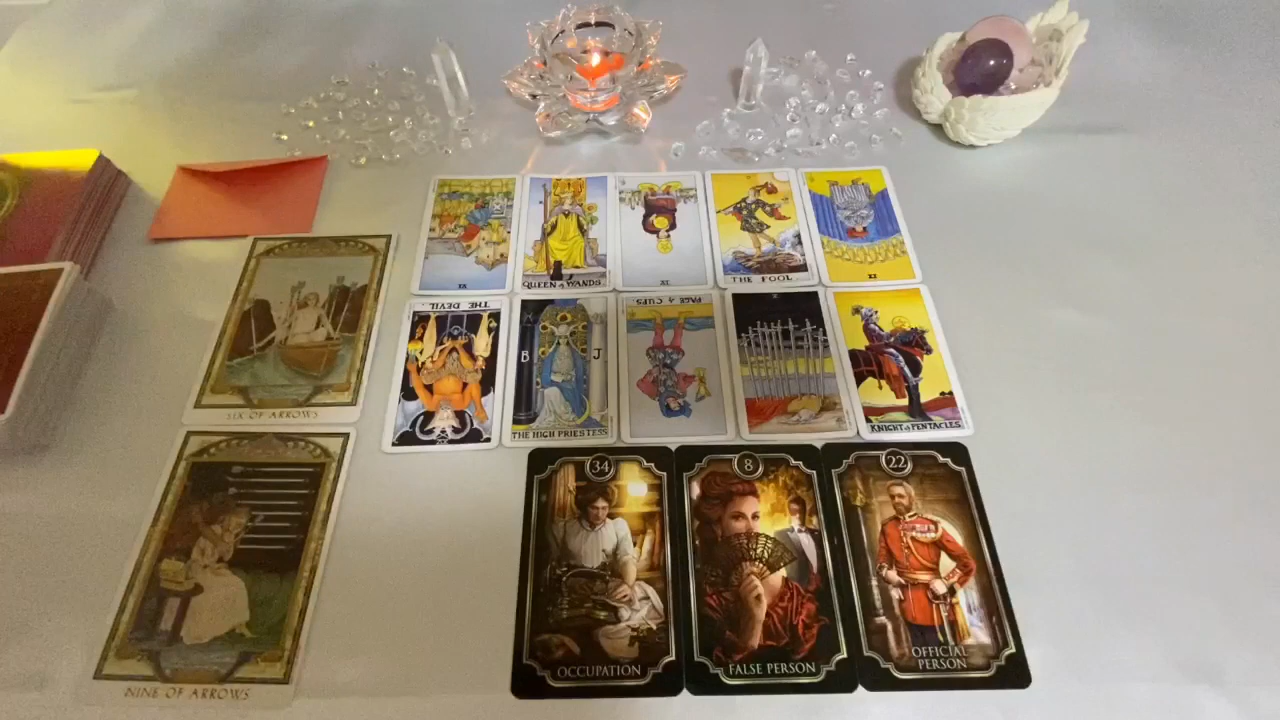 QUEEN of WANDS
THE FOOL
THE DEVIL
B
J
THE HIGH PRIESTESS
PAGE of CUPS
X
KNIGHT of PENTACLES
SIX OF ARROWS
NINE OF ARROWS
34
OCCUPATION
8
FALSE PERSON
22
OFFICIAL
PERSON